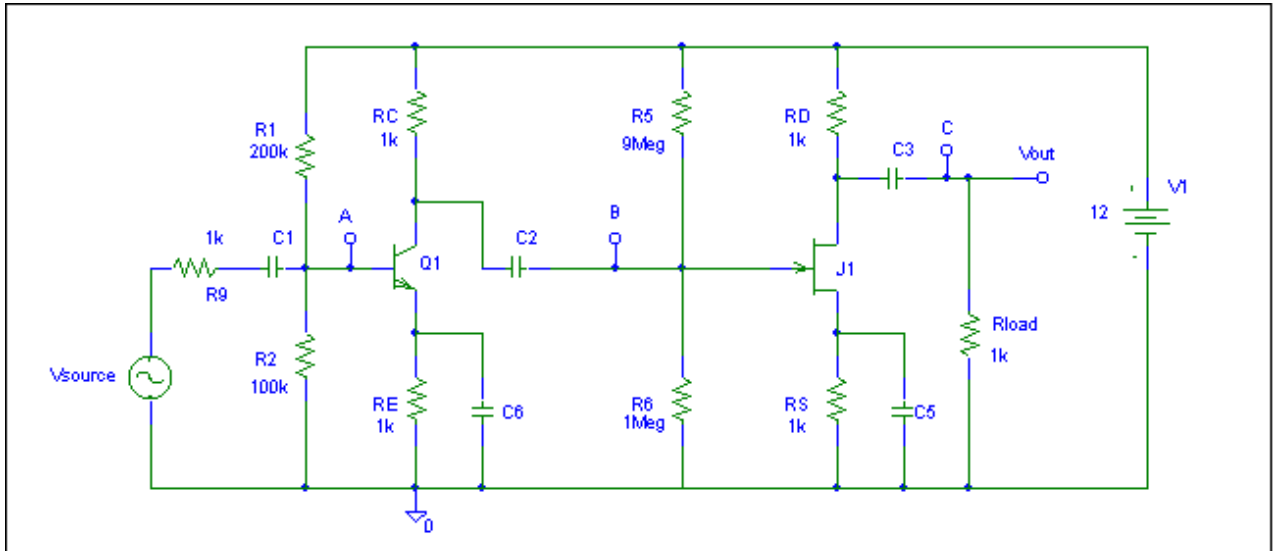 R1
200k
RC
1k
R5
9Meg
RD
1k
C3
C
Vout
V1
12
A
B
1k
C1
R9
Q1
C2
J1
Vsource
R2
100k
RE
1k
C6
R6
1Meg
RS
1k
C5
Rload
1k
0